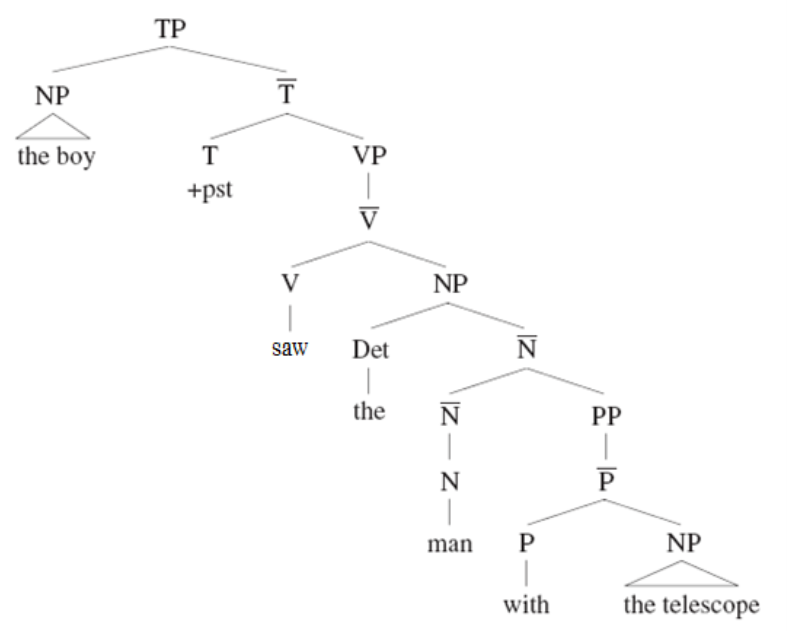 TP
NP T̅
the boy T VP
+pst
V̅
V NP
saw Det N̅
the N̅ PP
N P̅
man P NP
with the telescope